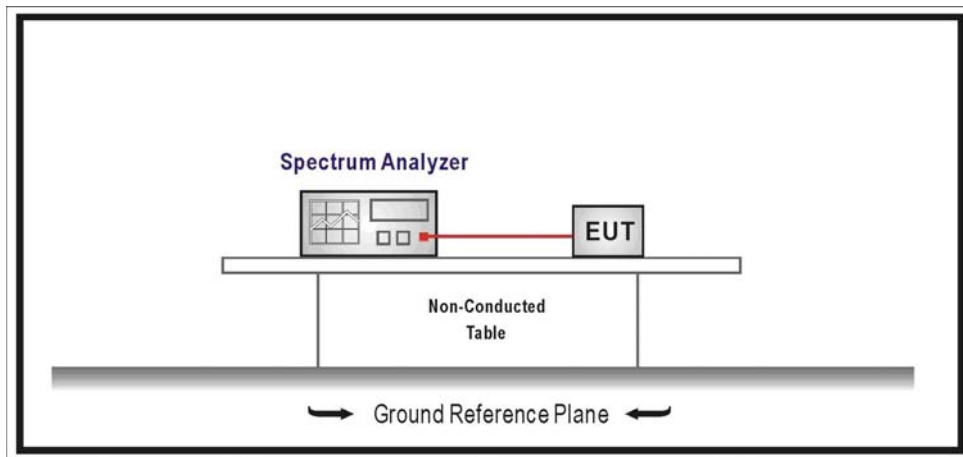 Spectrum Analyzer
EUT
Non-Conducted
Table
Ground Reference Plane